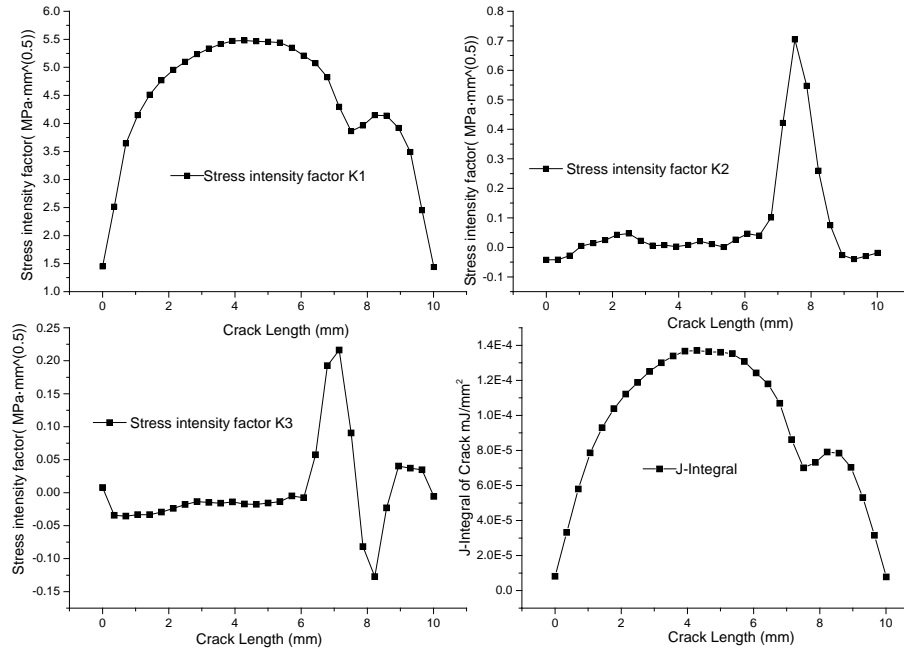 6.0
5.5
5.0
4.5
4.0
3.5
3.0
2.5
2.0
1.5
1.0
Stress intensity factor( MPa·mm^(0.5))
Stress intensity factor K1
0 2 4 6 8 10
Crack Length (mm)
0.8
0.7
0.6
0.5
0.4
0.3
0.2
0.1
0.0
-0.1
Stress intensity factor( MPa·mm^(0.5))
Stress intensity factor K2
0 2 4 6 8 10
Crack Length (mm)
0.25
0.20
0.15
0.10
0.05
0.00
-0.05
-0.10
-0.15
Stress intensity factor( MPa·mm^(0.5))
Stress intensity factor K3
0 2 4 6 8 10
Crack Length (mm)
1.4E-4
1.2E-4
1.0E-4
8.0E-5
6.0E-5
4.0E-5
2.0E-5
0.0
J-Integral of Crack mJ/mm²
J-Integral
0 2 4 6 8 10
Crack Length (mm)